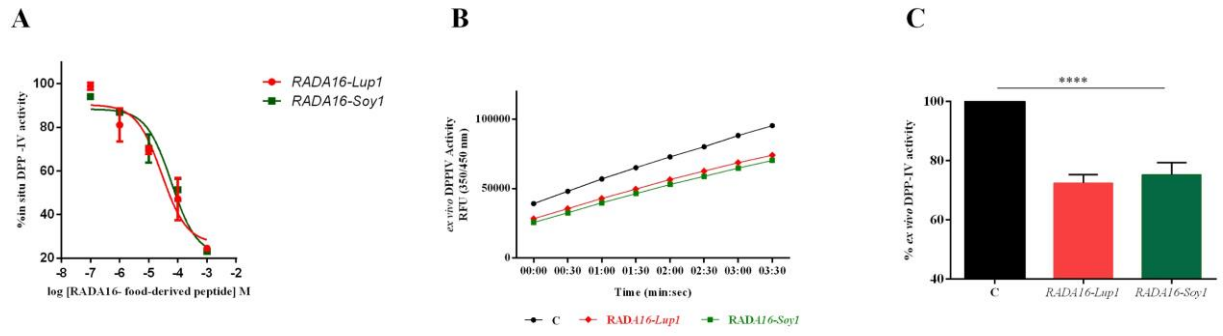 A
%in situ DPP -IV activity
100
80
60
40
20
-8 -7 -6 -5 -4 -3 -2
log [RADA16- food-derived peptide] M
RADA16-Lup1
RADA16-Soy1
B
ex vivo DPPIV Activity
RFU (350/450 nm)
100000
50000
0
00:00 00:30 01:00 01:30 02:00 02:30 03:00 03:30
Time (min:sec)
C RADA16-Lup1 RADA16-Soy1
C
% ex vivo DPP-IV activity
****
100
80
60
40
C RADA16-Lup1 RADA16-Soy1